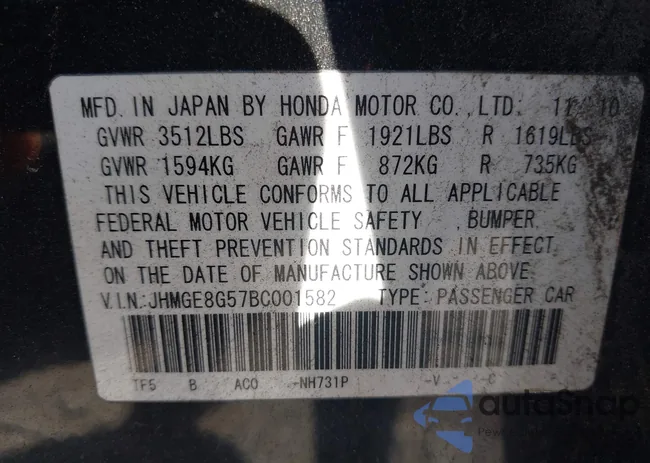 MFD. IN JAPAN BY HONDA MOTOR CO., LTD. 11 10
GVWR 3512LBS GAWR F 1921LBS R 1619LBS
GVWR 1594KG GAWR F 872KG R 735KG
THIS VEHICLE CONFORMS TO ALL APPLICABLE
FEDERAL MOTOR VEHICLE SAFETY , BUMPER
AND THEFT PREVENTION STANDARDS IN EFFECT
ON THE DATE OF MANUFACTURE SHOWN ABOVE.
V.I.N.:JHMGE8G57BC001582 TYPE: PASSENGER CAR
TF5 B AC0 -NH731P -V- -C
autoSnap